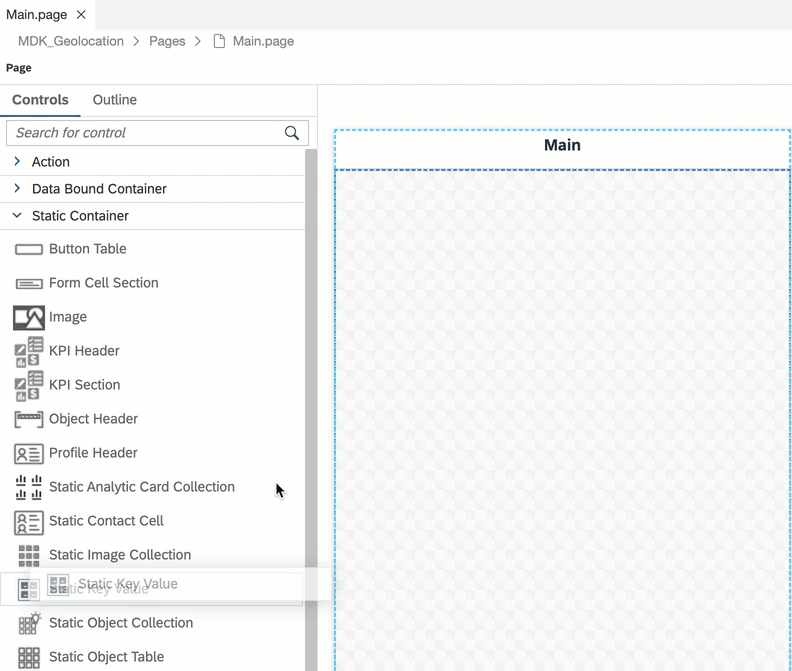 Main.page
MDK_Geolocation > Pages > Main.page
Page
Controls Outline
Search for control
Action
Data Bound Container
Static Container
Button Table
Form Cell Section
Image
KPI Header
KPI Section
Object Header
Profile Header
Static Analytic Card Collection
Static Contact Cell
Static Image Collection
Static Key Value
Static Key Value
Static Object Collection
Static Object Table
Main